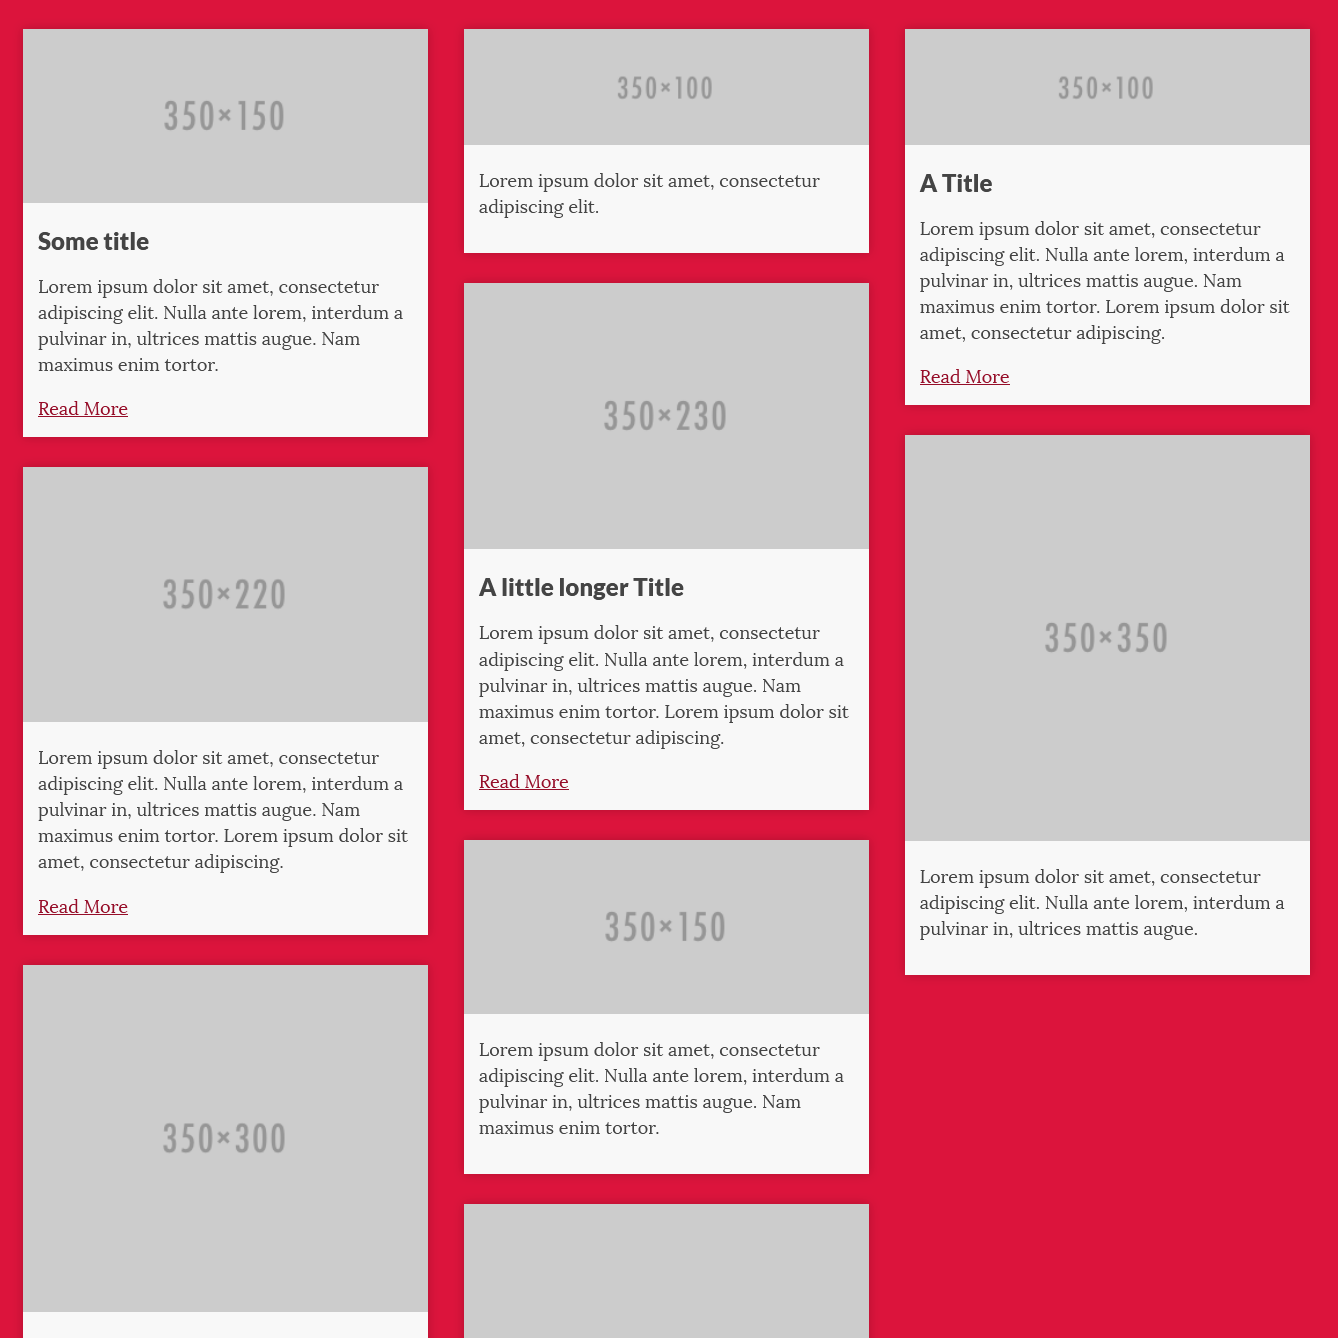 350×150
Some title
Lorem ipsum dolor sit amet, consectetur
adipiscing elit. Nulla ante lorem, interdum a
pulvinar in, ultrices mattis augue. Nam
maximus enim tortor.
Read More
350×220
Lorem ipsum dolor sit amet, consectetur
adipiscing elit. Nulla ante lorem, interdum a
pulvinar in, ultrices mattis augue. Nam
maximus enim tortor. Lorem ipsum dolor sit
amet, consectetur adipiscing.
Read More
350×300
350×100
Lorem ipsum dolor sit amet, consectetur
adipiscing elit.
350×230
A little longer Title
Lorem ipsum dolor sit amet, consectetur
adipiscing elit. Nulla ante lorem, interdum a
pulvinar in, ultrices mattis augue. Nam
maximus enim tortor. Lorem ipsum dolor sit
amet, consectetur adipiscing.
Read More
350×150
Lorem ipsum dolor sit amet, consectetur
adipiscing elit. Nulla ante lorem, interdum a
pulvinar in, ultrices mattis augue. Nam
maximus enim tortor.
350×100
A Title
Lorem ipsum dolor sit amet, consectetur
adipiscing elit. Nulla ante lorem, interdum a
pulvinar in, ultrices mattis augue. Nam
maximus enim tortor. Lorem ipsum dolor sit
amet, consectetur adipiscing.
Read More
350×350
Lorem ipsum dolor sit amet, consectetur
adipiscing elit. Nulla ante lorem, interdum a
pulvinar in, ultrices mattis augue.